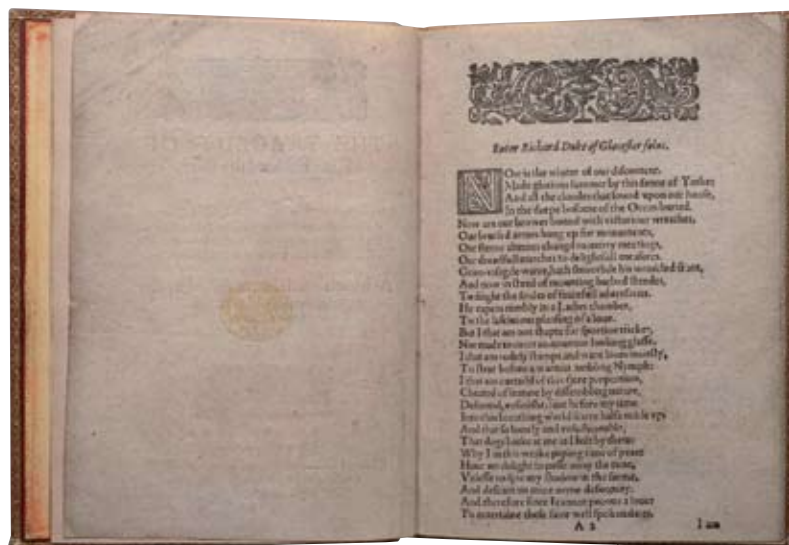 Enter Richard Duke of Glocester solus.
NOw is the winter of our discontent,
Made glorious summer by this sonne of Yorke:
And all the cloudes that lowrd vpon our house,
In the deepe bosome of the Ocean buried.
Now are our browes bound with victorious wreathes,
Our bruised armes hung vp for monuments,
Our sterne alarmes changd to merry meetings,
Our dreadfull marches to delightfull measures.
Grim-visagde warre, hath smoothde his wrinkled front,
And now in steed of mounting barbed steedes,
To fright the soules of fearefull aduersaries.
He capers nimbly in a Ladies chamber,
To the lasciuious pleasing of a loue.
But I that am not shapte for sportiue trickes,
Nor made to court an amorous looking glasse,
I that am rudely stampt and want loues maiesty,
To strut before a wanton ambling Nymph:
I that am curtaild of this faire proportion,
Cheated of feature by dissembling nature,
Deformd, vnfinisht, sent before my time
Into this breathing world scarce halfe made vp,
And that so lamely and vnfashionable,
That dogs barke at me as I halt by them:
Why I in this weake piping time of peace
Haue no delight to passe away the time,
Vnlesse to spie my shadow in the sunne,
And descant on mine owne deformity:
And therefore since I cannot prooue a louer
To entertaine these faire well spoken daies,
A 2 I am